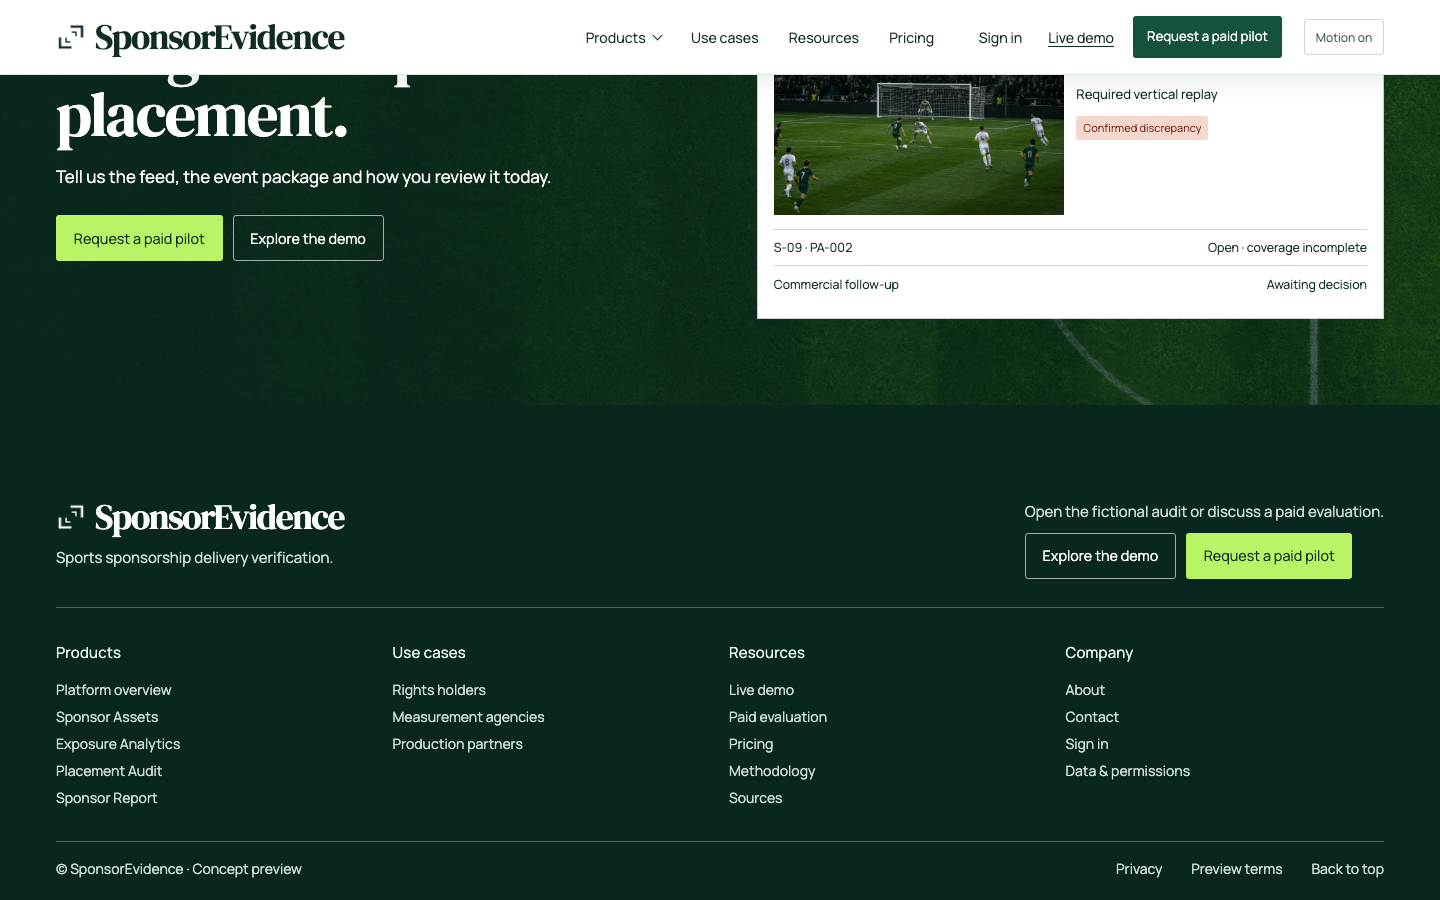 SponsorEvidence
Products
Use cases
Resources
Pricing
Sign in
Live demo
Request a paid pilot
Motion on
placement.
Tell us the feed, the event package and how you review it today.
Request a paid pilot
Explore the demo
Required vertical replay
Confirmed discrepancy
S-09 · PA-002
Open · coverage incomplete
Commercial follow-up
Awaiting decision
SponsorEvidence
Sports sponsorship delivery verification.
Open the fictional audit or discuss a paid evaluation.
Explore the demo
Request a paid pilot
Products
Platform overview
Sponsor Assets
Exposure Analytics
Placement Audit
Sponsor Report
Use cases
Rights holders
Measurement agencies
Production partners
Resources
Live demo
Paid evaluation
Pricing
Methodology
Sources
Company
About
Contact
Sign in
Data & permissions
© SponsorEvidence · Concept preview
Privacy
Preview terms
Back to top